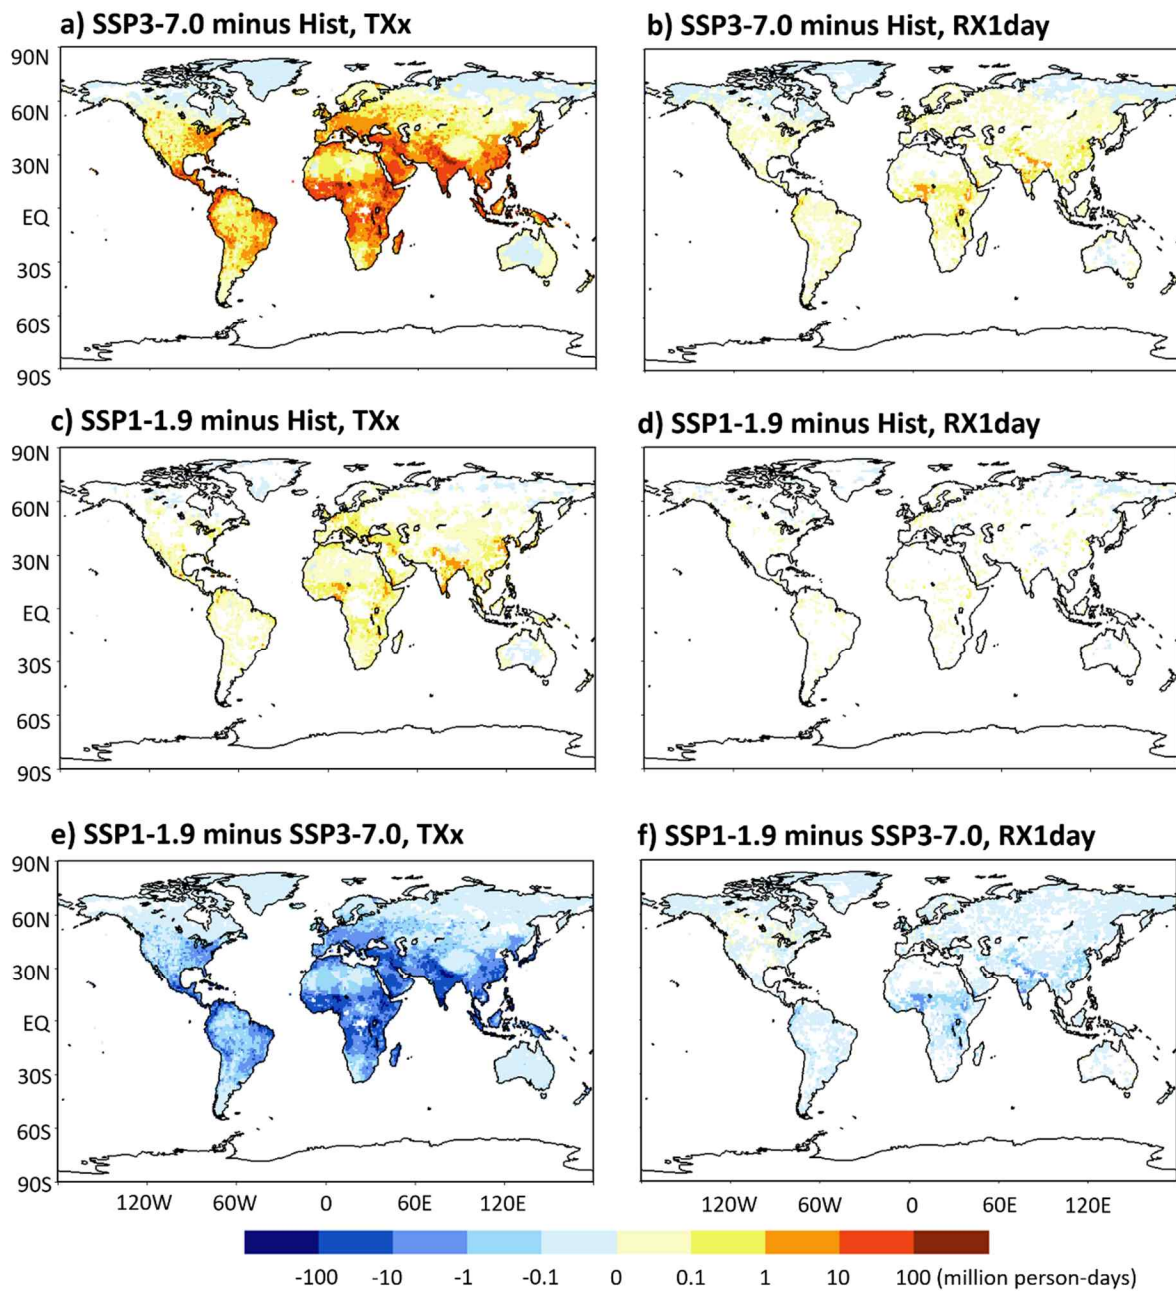 a) SSP3-7.0 minus Hist, TXx
b) SSP3-7.0 minus Hist, RX1day
90N
60N
30N
EQ
30S
60S
90S
c) SSP1-1.9 minus Hist, TXx
d) SSP1-1.9 minus Hist, RX1day
90N
60N
30N
EQ
30S
60S
90S
e) SSP1-1.9 minus SSP3-7.0, TXx
f) SSP1-1.9 minus SSP3-7.0, RX1day
90N
60N
30N
EQ
30S
60S
90S
120W 60W 0 60E 120E
120W 60W 0 60E 120E
-100 -10 -1 -0.1 0 0.1 1 10 100 (million person-days)